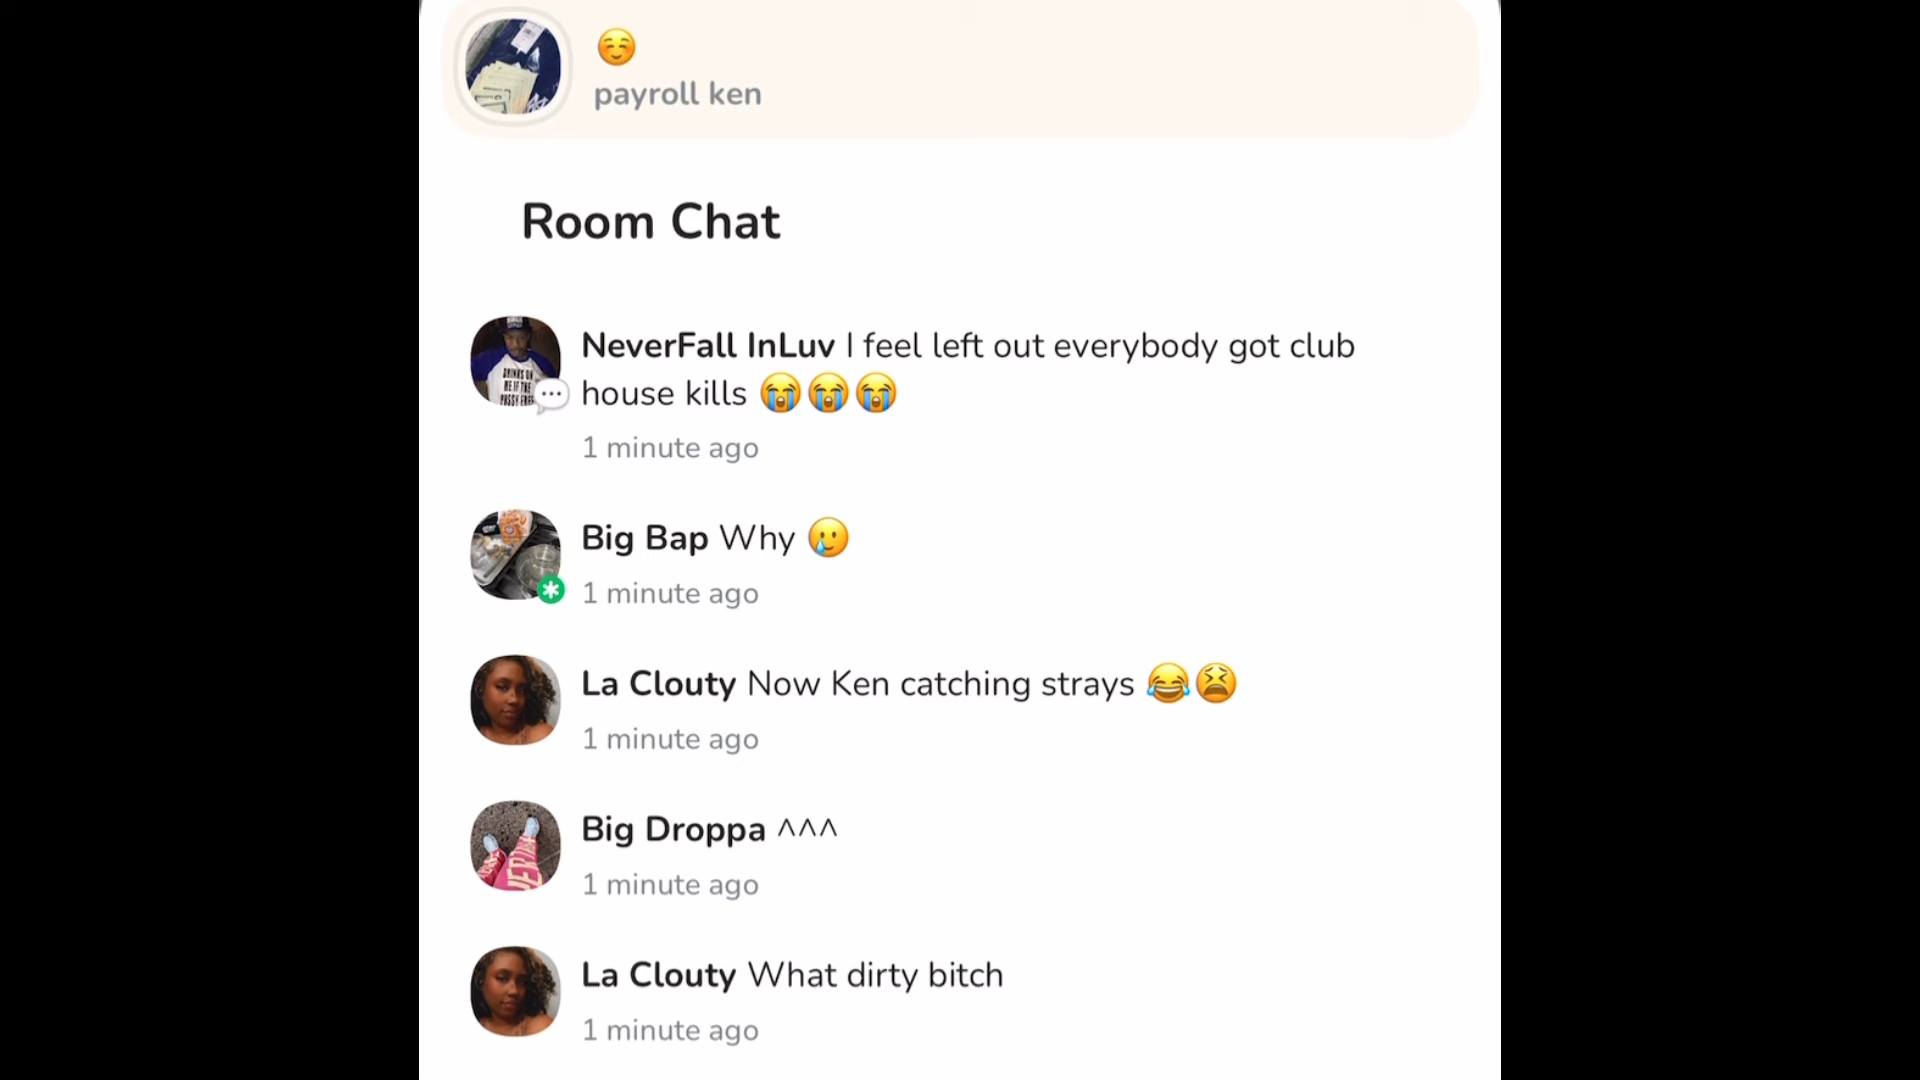 ☺️
payroll ken
Room Chat
NeverFall InLuv I feel left out everybody got club
house kills 😭😭😭
1 minute ago
Big Bap Why 🥲
1 minute ago
La Clouty Now Ken catching strays 😂😫
1 minute ago
Big Droppa ^^^
1 minute ago
La Clouty What dirty bitch
1 minute ago